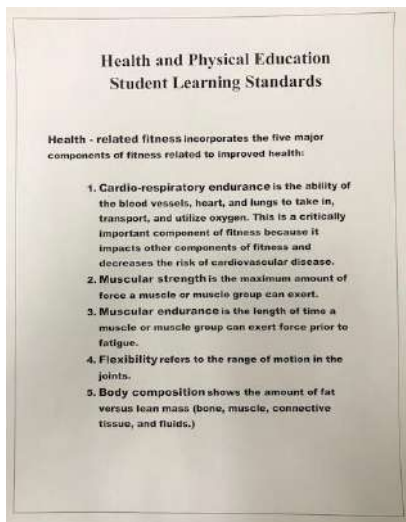 Health and Physical Education
Student Learning Standards
Health - related fitness incorporates the five major
components of fitness related to improved health:
1. Cardio-respiratory endurance is the ability of
the blood vessels, heart, and lungs to take in,
transport, and utilize oxygen. This is a critically
important component of fitness because it
impacts other components of fitness and
decreases the risk of cardiovascular disease.
2. Muscular strength is the maximum amount of
force a muscle or muscle group can exert.
3. Muscular endurance is the length of time a
muscle or muscle group can exert force prior to
fatigue.
4. Flexibility refers to the range of motion in the
joints.
5. Body composition shows the amount of fat
versus lean mass (bone, muscle, connective
tissue, and fluids.)